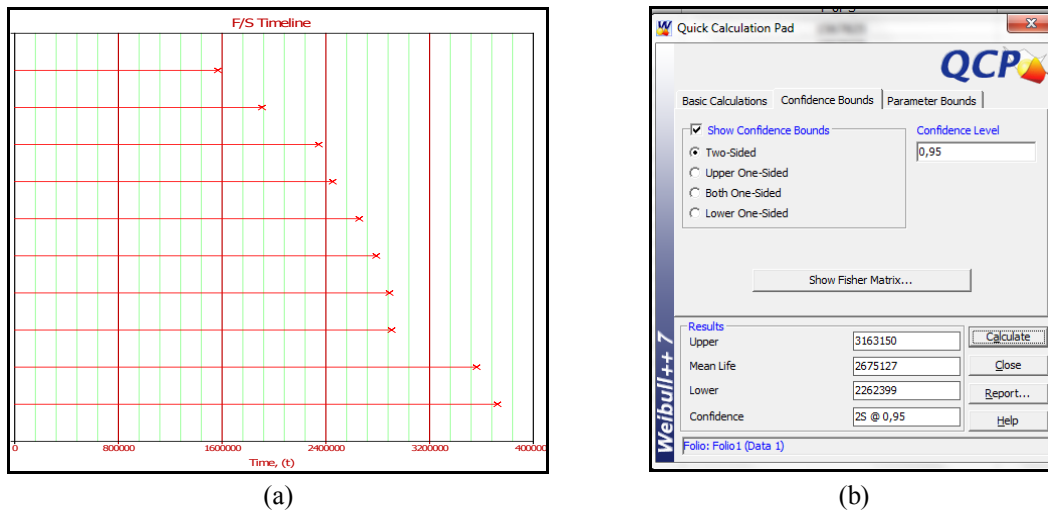 F/S Timeline
0
800000
1600000
2400000
3200000
400000
Time, (t)
(a)
Quick Calculation Pad
QCP
Basic Calculations
Confidence Bounds
Parameter Bounds
Show Confidence Bounds
Two-Sided
Upper One-Sided
Both One-Sided
Lower One-Sided
Confidence Level
0,95
Show Fisher Matrix...
Weibull++ 7
Results
Upper
3163150
Mean Life
2675127
Lower
2262399
Confidence
2S @ 0,95
Calculate
Close
Report...
Help
Folio: Folio1 (Data 1)
(b)